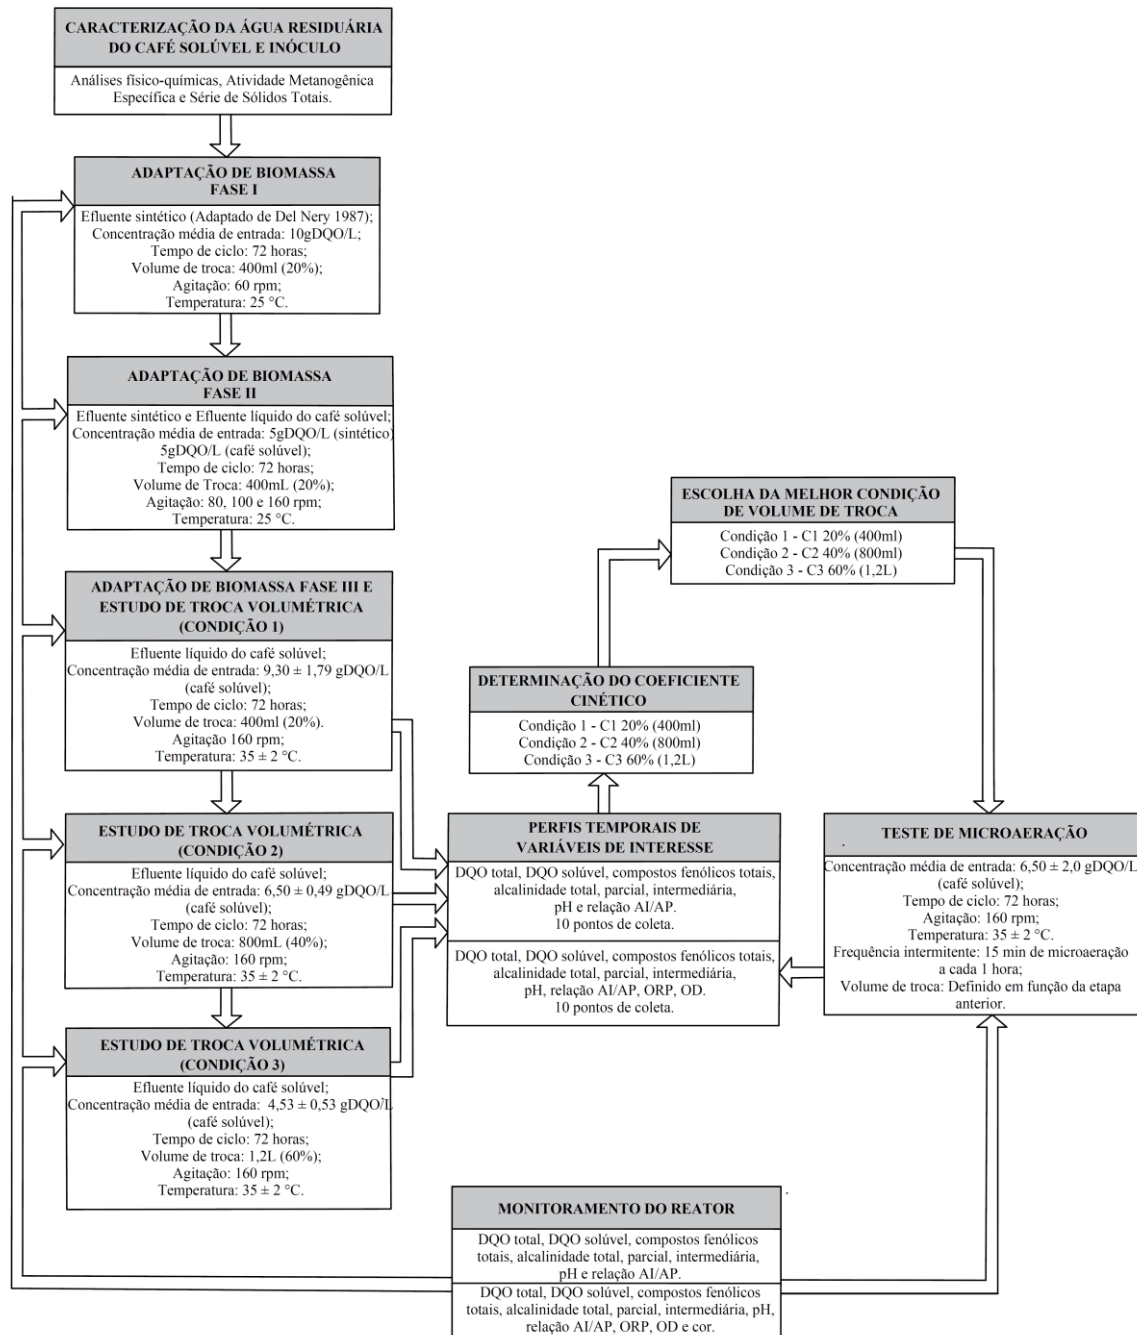 CARACTERIZAÇÃO DA ÁGUA RESIDUÁRIA
DO CAFÉ SOLÚVEL E INÓCULO
Análises físico-químicas, Atividade Metanogênica
Específica e Série de Sólidos Totais.
ADAPTAÇÃO DE BIOMASSA
FASE I
Efluente sintético (Adaptado de Del Nery 1987);
Concentração média de entrada: 10gDQO/L;
Tempo de ciclo: 72 horas;
Volume de troca: 400ml (20%);
Agitação: 60 rpm;
Temperatura: 25 °C.
ADAPTAÇÃO DE BIOMASSA
FASE II
Efluente sintético e Efluente líquido do café solúvel;
Concentração média de entrada: 5gDQO/L (sintético)
5gDQO/L (café solúvel);
Tempo de ciclo: 72 horas;
Volume de Troca: 400mL (20%);
Agitação: 80, 100 e 160 rpm;
Temperatura: 25 °C.
ADAPTAÇÃO DE BIOMASSA FASE III E
ESTUDO DE TROCA VOLUMÉTRICA
(CONDIÇÃO 1)
Efluente líquido do café solúvel;
Concentração média de entrada: 9,30 ± 1,79 gDQO/L
(café solúvel);
Tempo de ciclo: 72 horas;
Volume de troca: 400ml (20%).
Agitação 160 rpm;
Temperatura: 35 ± 2 °C.
ESTUDO DE TROCA VOLUMÉTRICA
(CONDIÇÃO 2)
Efluente líquido do café solúvel;
Concentração média de entrada: 6,50 ± 0,49 gDQO/L
(café solúvel);
Tempo de ciclo: 72 horas;
Volume de troca: 800mL (40%);
Agitação: 160 rpm;
Temperatura: 35 ± 2 °C.
ESTUDO DE TROCA VOLUMÉTRICA
(CONDIÇÃO 3)
Efluente líquido do café solúvel;
Concentração média de entrada: 4,53 ± 0,53 gDQO/L
(café solúvel);
Tempo de ciclo: 72 horas;
Volume de troca: 1,2L (60%);
Agitação: 160 rpm;
Temperatura: 35 ± 2 °C.
PERFIS TEMPORAIS DE
VARIÁVEIS DE INTERESSE
DQO total, DQO solúvel, compostos fenólicos totais,
alcalinidade total, parcial, intermediária,
pH e relação AI/AP.
10 pontos de coleta.
DQO total, DQO solúvel, compostos fenólicos totais,
alcalinidade total, parcial, intermediária,
pH, relação AI/AP, ORP, OD.
10 pontos de coleta.
DETERMINAÇÃO DO COEFICIENTE
CINÉTICO
Condição 1 - C1 20% (400ml)
Condição 2 - C2 40% (800ml)
Condição 3 - C3 60% (1,2L)
ESCOLHA DA MELHOR CONDIÇÃO
DE VOLUME DE TROCA
Condição 1 - C1 20% (400ml)
Condição 2 - C2 40% (800ml)
Condição 3 - C3 60% (1,2L)
TESTE DE MICROAERAÇÃO
Concentração média de entrada: 6,50 ± 2,0 gDQO/L
(café solúvel);
Tempo de ciclo: 72 horas;
Agitação: 160 rpm;
Temperatura: 35 ± 2 °C.
Frequência intermitente: 15 min de microaeração
a cada 1 hora;
Volume de troca: Definido em função da etapa
anterior.
MONITORAMENTO DO REATOR
DQO total, DQO solúvel, compostos fenólicos
totais, alcalinidade total, parcial, intermediária,
pH e relação AI/AP.
DQO total, DQO solúvel, compostos fenólicos
totais, alcalinidade total, parcial, intermediária, pH,
relação AI/AP, ORP, OD e cor.